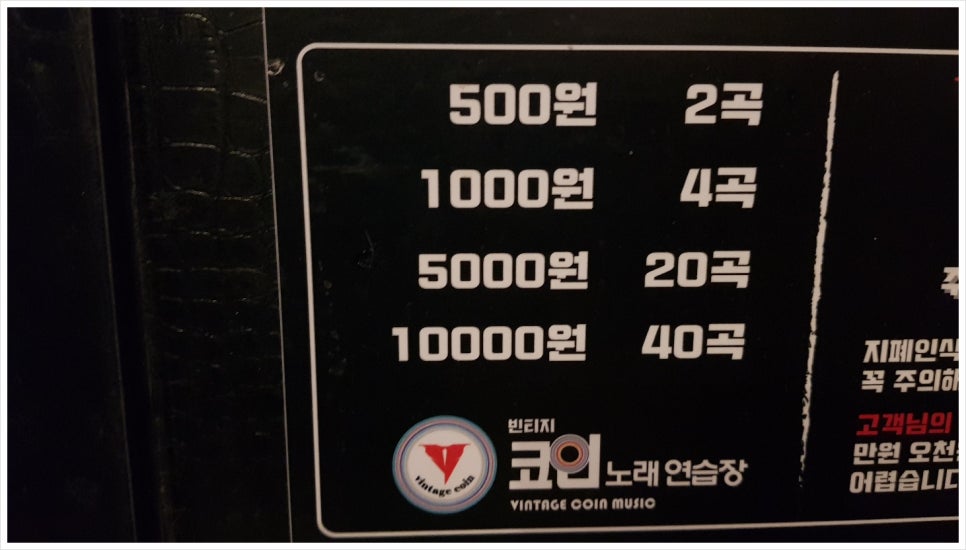 500원 2곡
1000원 4곡
5000원 20곡
10000원 40곡
vintage coin
빈티지
코인 노래 연습장
VINTAGE COIN MUSIC
지폐인식
꼭 주의해
고객님의
만원 오천
어렵습니다